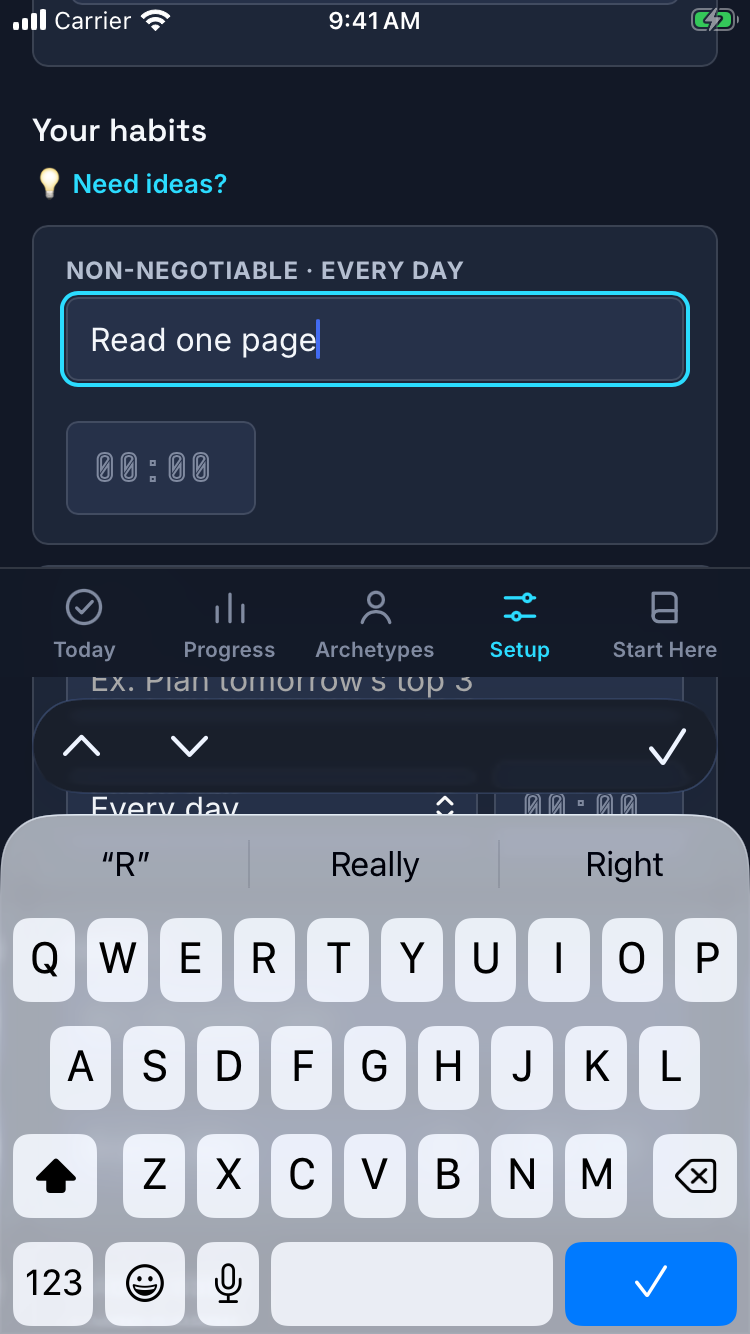 Carrier 9:41 AM
Your habits
💡 Need ideas?
NON-NEGOTIABLE · EVERY DAY
Read one page
00:00
Today Progress Archetypes Setup Start Here
Ex. Plan tomorrow's top 3
Every day 00:00
“R” Really Right
Q W E R T Y U I O P
A S D F G H J K L
Z X C V B N M
123